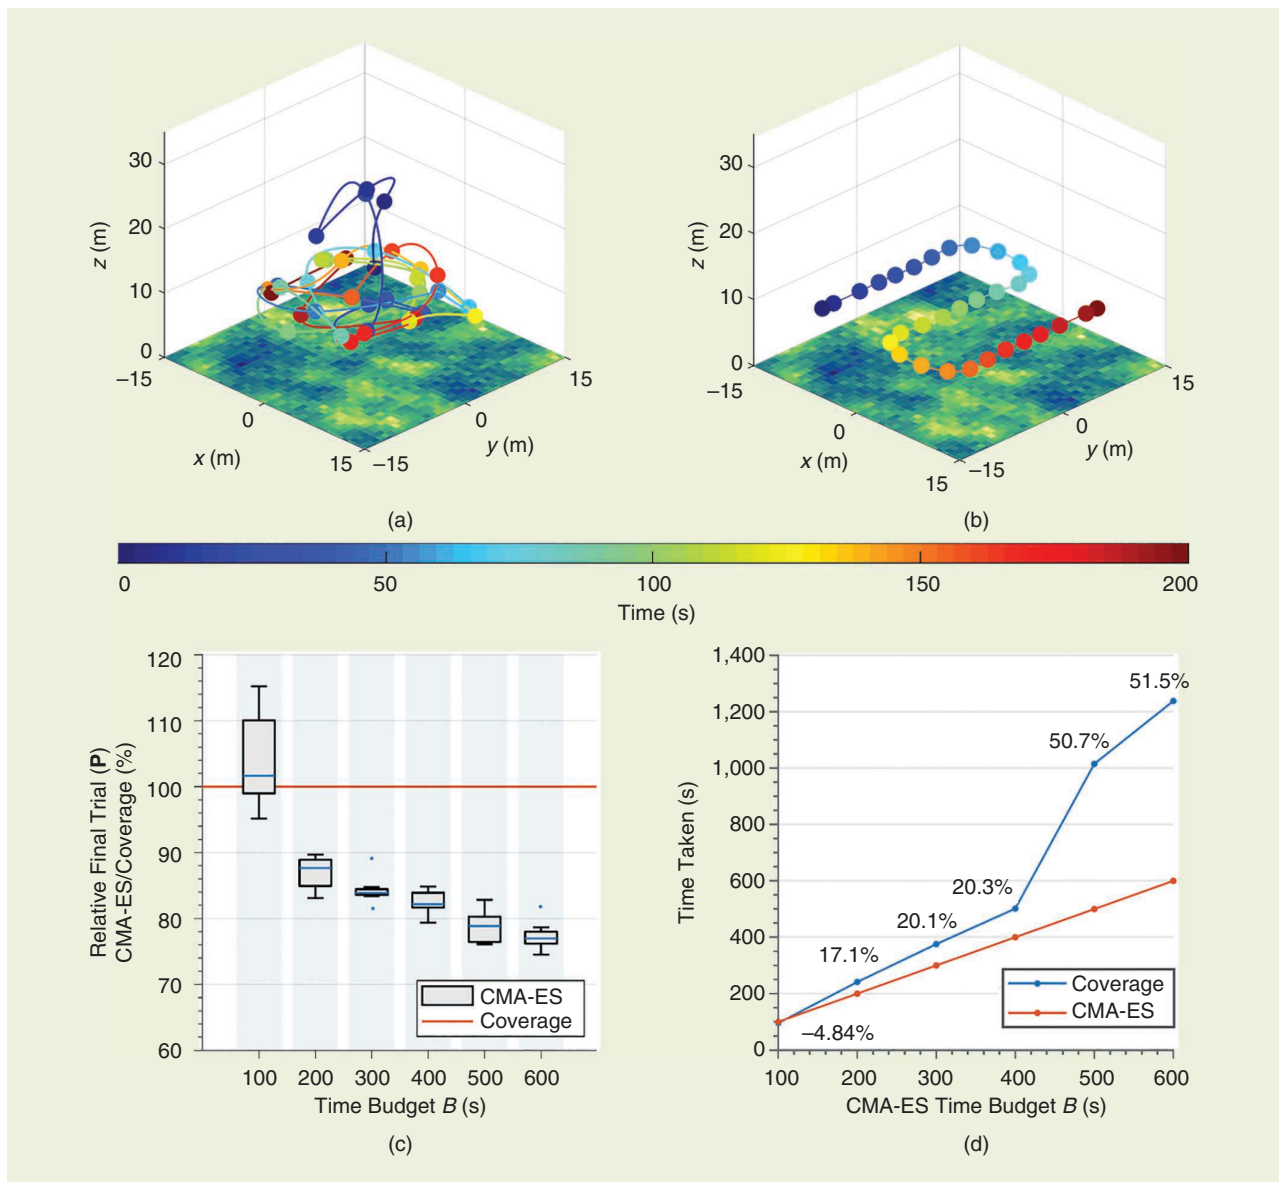 30
20
10
0
z (m)
–15
0
15
x (m)
–15
0
15
y (m)
(a)
30
20
10
0
z (m)
–15
0
15
x (m)
–15
0
15
y (m)
(b)
0 50 100 150 200
Time (s)
120
110
100
90
80
70
60
Relative Final Trial (P)
CMA-ES/Coverage (%)
CMA-ES
Coverage
100 200 300 400 500 600
Time Budget B (s)
(c)
1,400
1,200
1,000
800
600
400
200
0
Time Taken (s)
51.5%
50.7%
20.3%
20.1%
17.1%
–4.84%
Coverage
CMA-ES
100 200 300 400 500 600
CMA-ES Time Budget B (s)
(d)